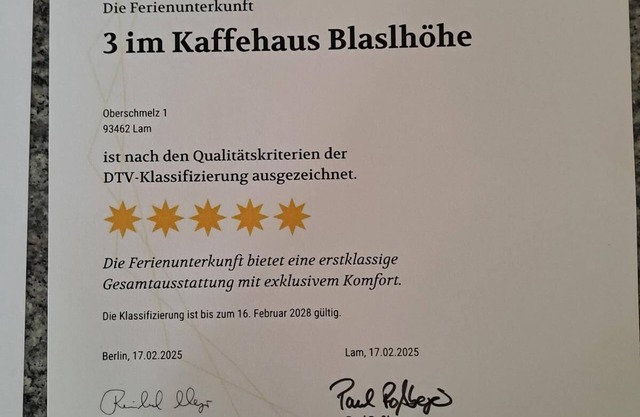 Die Ferienunterkunft
3 im Kaffehaus Blaslhöhe
Oberschmelz 1
93462 Lam
ist nach den Qualitätskriterien der
DTV-Klassifizierung ausgezeichnet.
Die Ferienunterkunft bietet eine erstklassige
Gesamtausstattung mit exklusivem Komfort.
Die Klassifizierung ist bis zum 16. Februar 2028 gültig.
Berlin, 17.02.2025
Lam, 17.02.2025